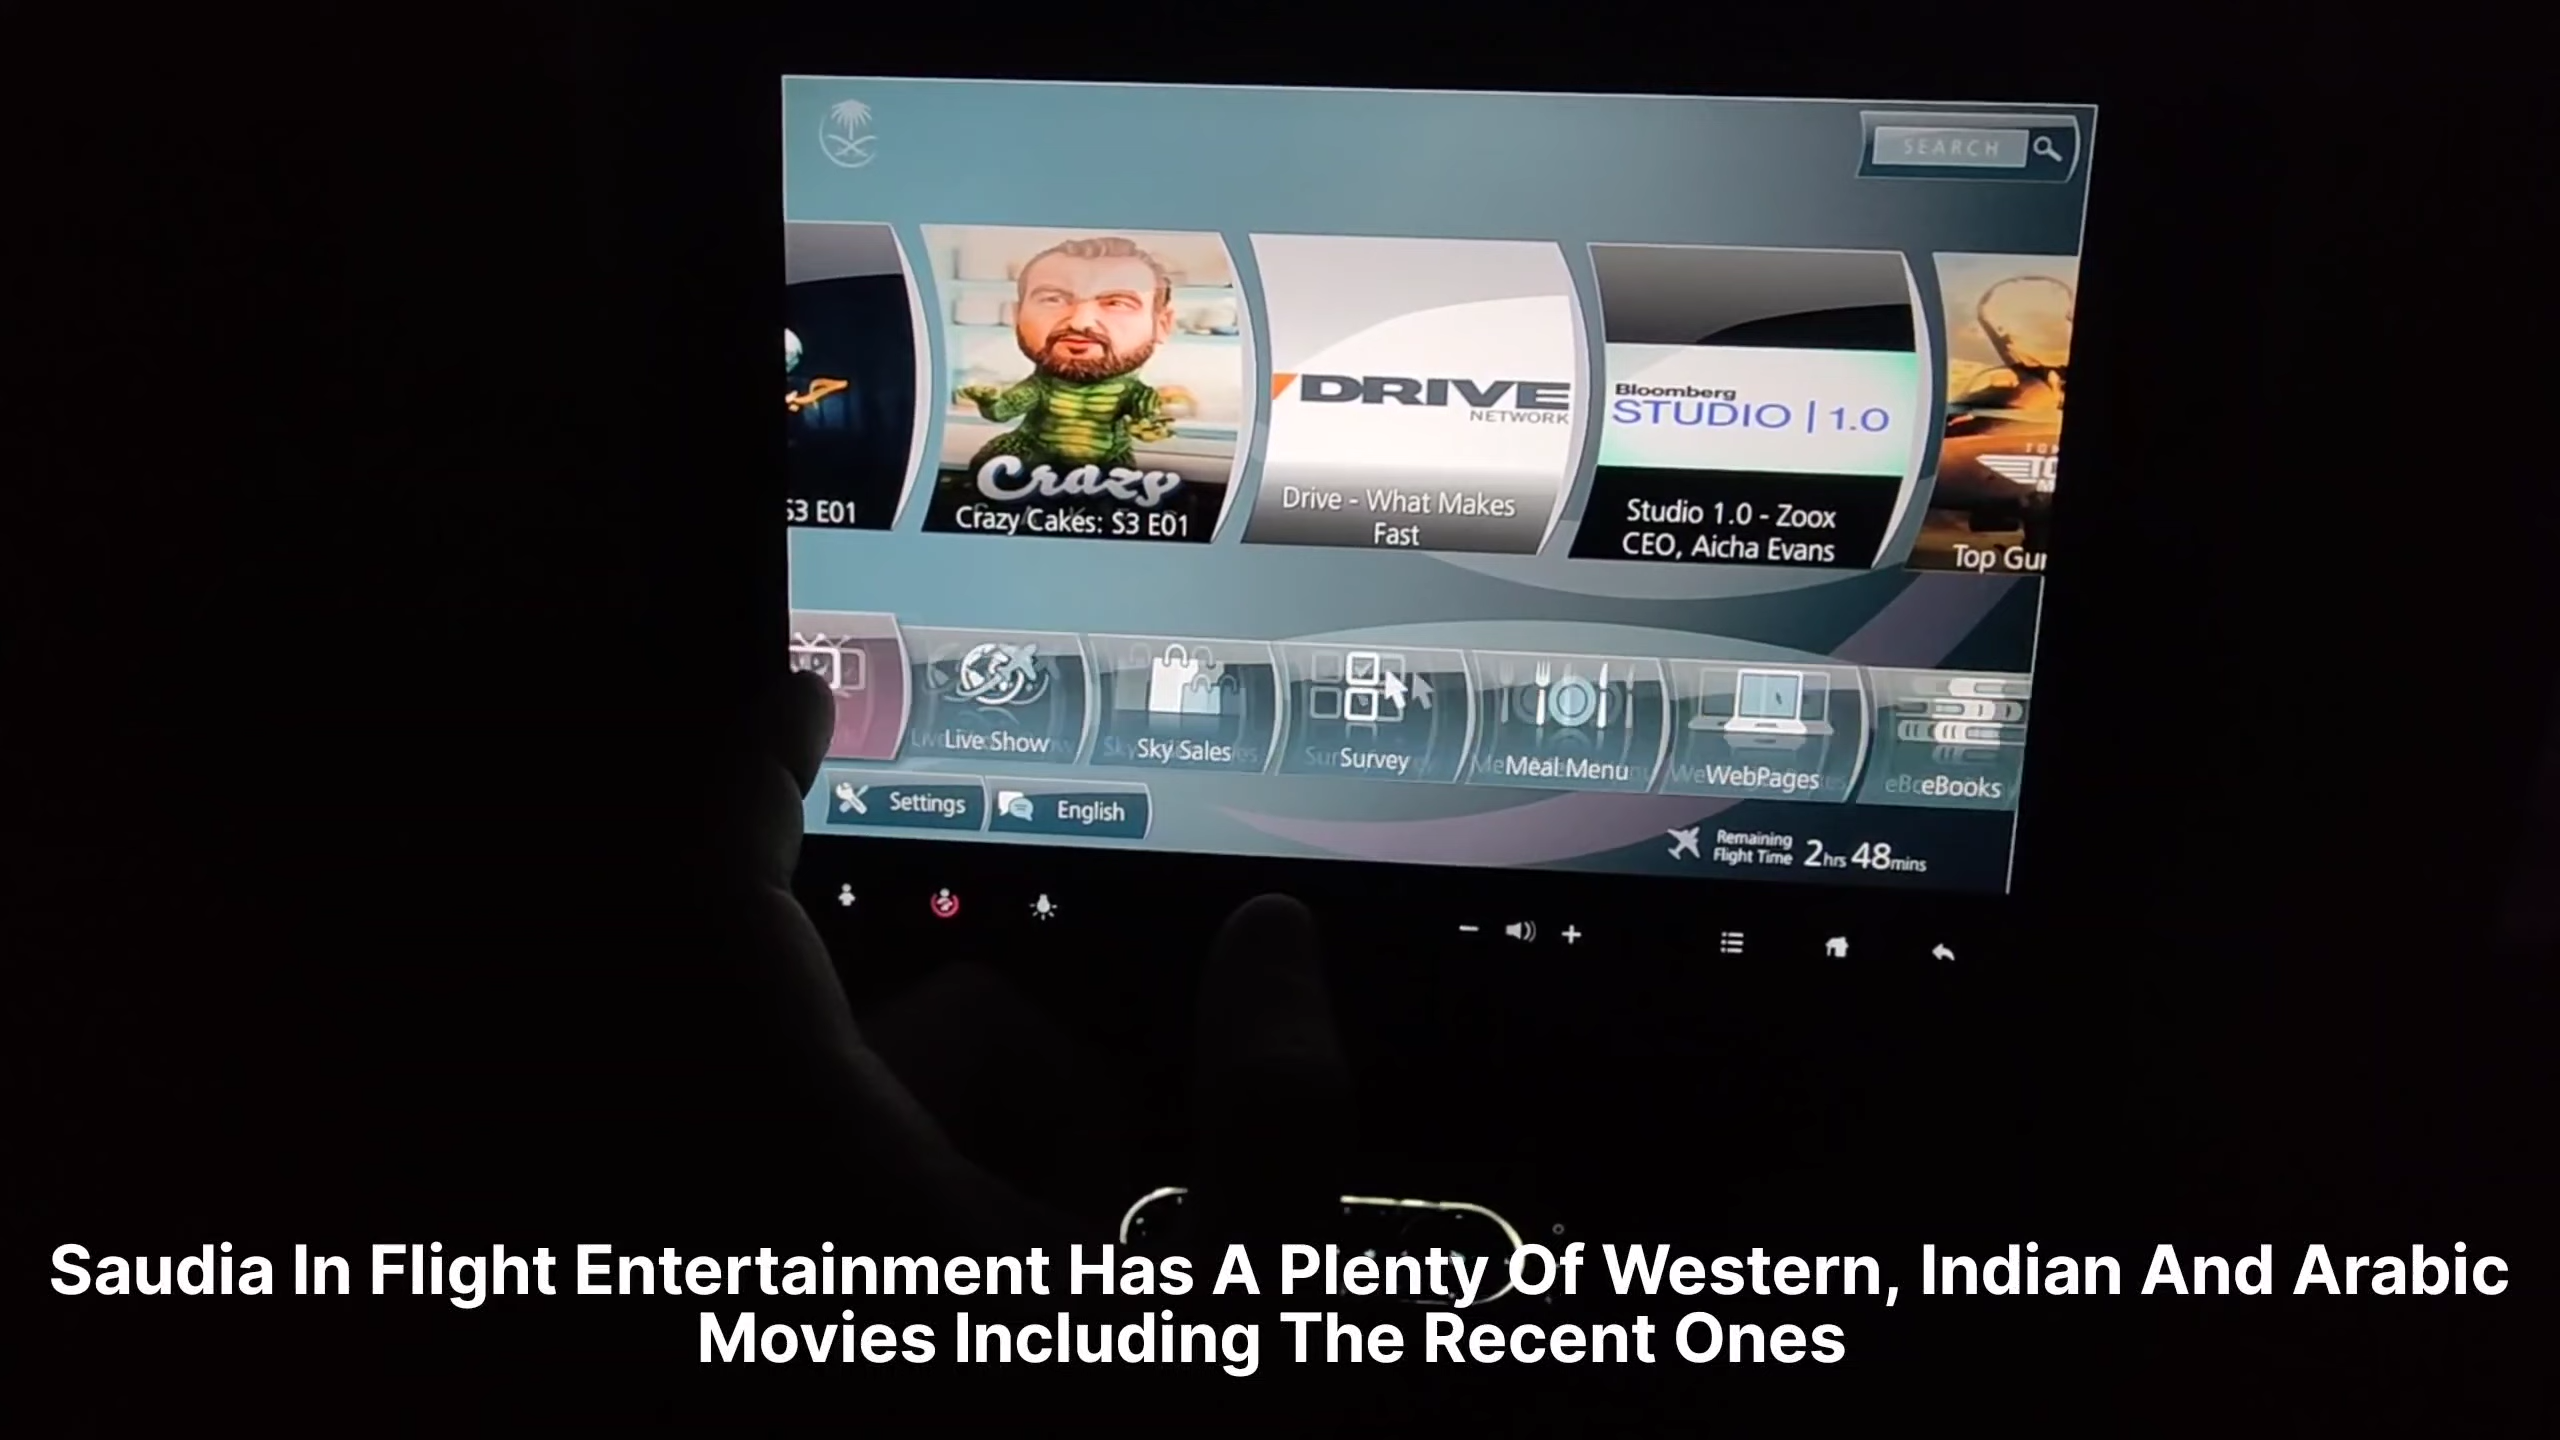 SEARCH
DRIVE
NETWORK
Bloomberg
STUDIO | 1.0
Crazy
S3 E01
Crazy Cakes: S3 E01
Drive - What Makes
Fast
Studio 1.0 - Zoox
CEO, Aicha Evans
Top Gun
Live Show
Sky Sales
Survey
Meal Menu
WebPages
eBooks
Settings
English
Remaining
Flight Time 2hrs 48mins
Saudia In Flight Entertainment Has A Plenty Of Western, Indian And Arabic
Movies Including The Recent Ones